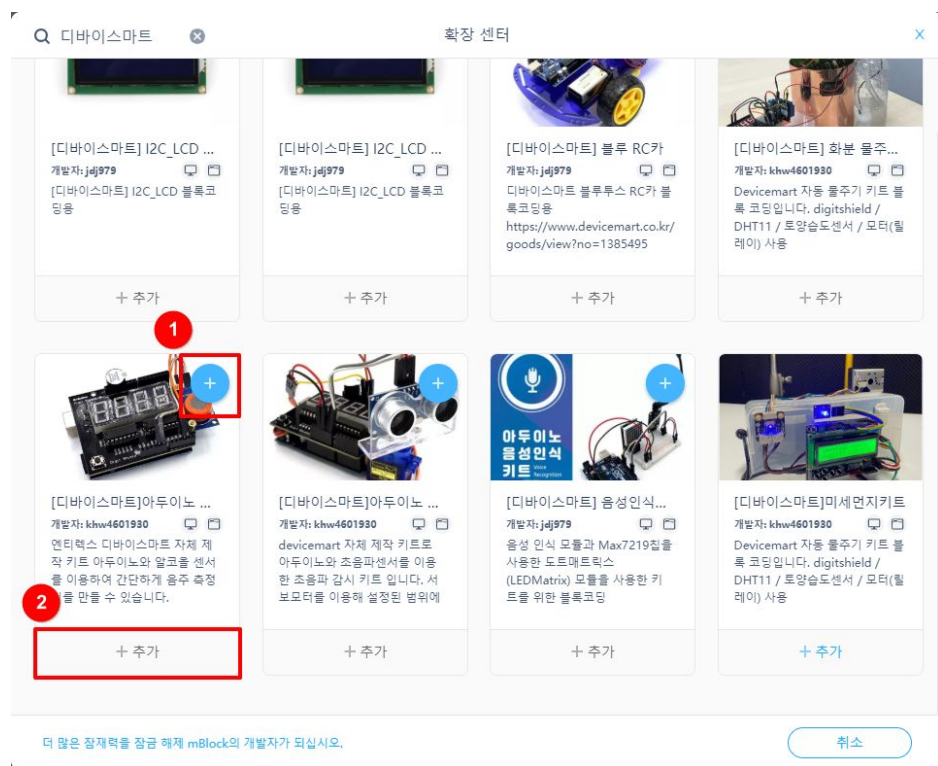 디바이스마트
확장 센터
X
[디바이스마트] I2C_LCD ...
개발자: jdj979
[디바이스마트] I2C_LCD 블록코
딩용
+ 추가
[디바이스마트] I2C_LCD ...
개발자: jdj979
[디바이스마트] I2C_LCD 블록코
딩용
+ 추가
[디바이스마트] 블루 RC카
개발자: jdj979
디바이스마트 블루투스 RC카 블
록코딩용
https://www.devicemart.co.kr/
goods/view?no=1385495
+ 추가
[디바이스마트] 화분 물주...
개발자: khw4601930
Devicemart 자동 물주기 키트 블
록 코딩입니다. digitshield /
DHT11 / 토양습도센서 / 모터(릴
레이) 사용
+ 추가
1
+
[디바이스마트]아두이노 ...
개발자: khw4601930
엔티렉스 디바이스마트 자체 제
작 키트 아두이노와 알코올 센서
를 이용하여 간단하게 음주 측정
를 만들 수 있습니다.
2
+ 추가
+
[디바이스마트]아두이노 ...
개발자: khw4601930
devicemart 자체 제작 키트로
아두이노와 초음파센서를 이용
한 초음파 감시 키트 입니다. 서
보모터를 이용해 설정된 범위에
+ 추가
+
아두이노
음성인식
키트 Voice
Recognition
[디바이스마트] 음성인식...
개발자: jdj979
음성 인식 모듈과 Max7219칩을
사용한 도트매트릭스
(LEDMatrix) 모듈을 사용한 키
트를 위한 블록코딩
+ 추가
[디바이스마트]미세먼지키트
개발자: khw4601930
Devicemart 자동 물주기 키트 블
록 코딩입니다. digitshield /
DHT11 / 토양습도센서 / 모터(릴
레이) 사용
+ 추가
더 많은 잠재력을 잠금 해제 mBlock의 개발자가 되십시오.
취소